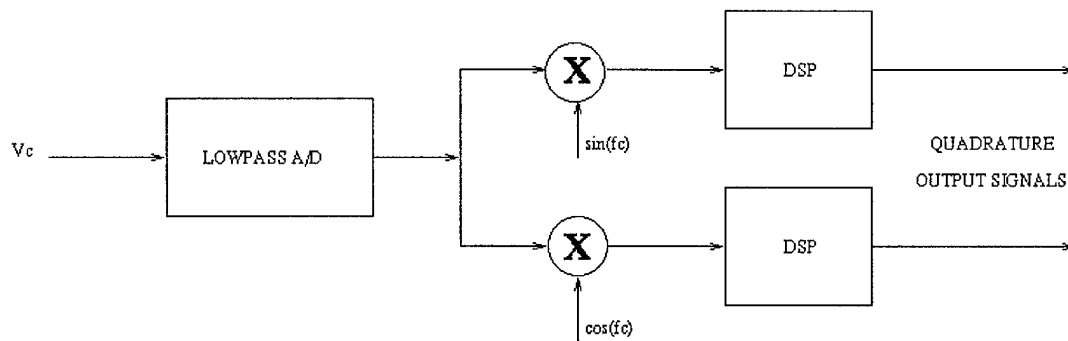 X
DSP
sin(fc)
Vc
LOWPASS A/D
QUADRATURE
OUTPUT SIGNALS
X
DSP
cos(fc)